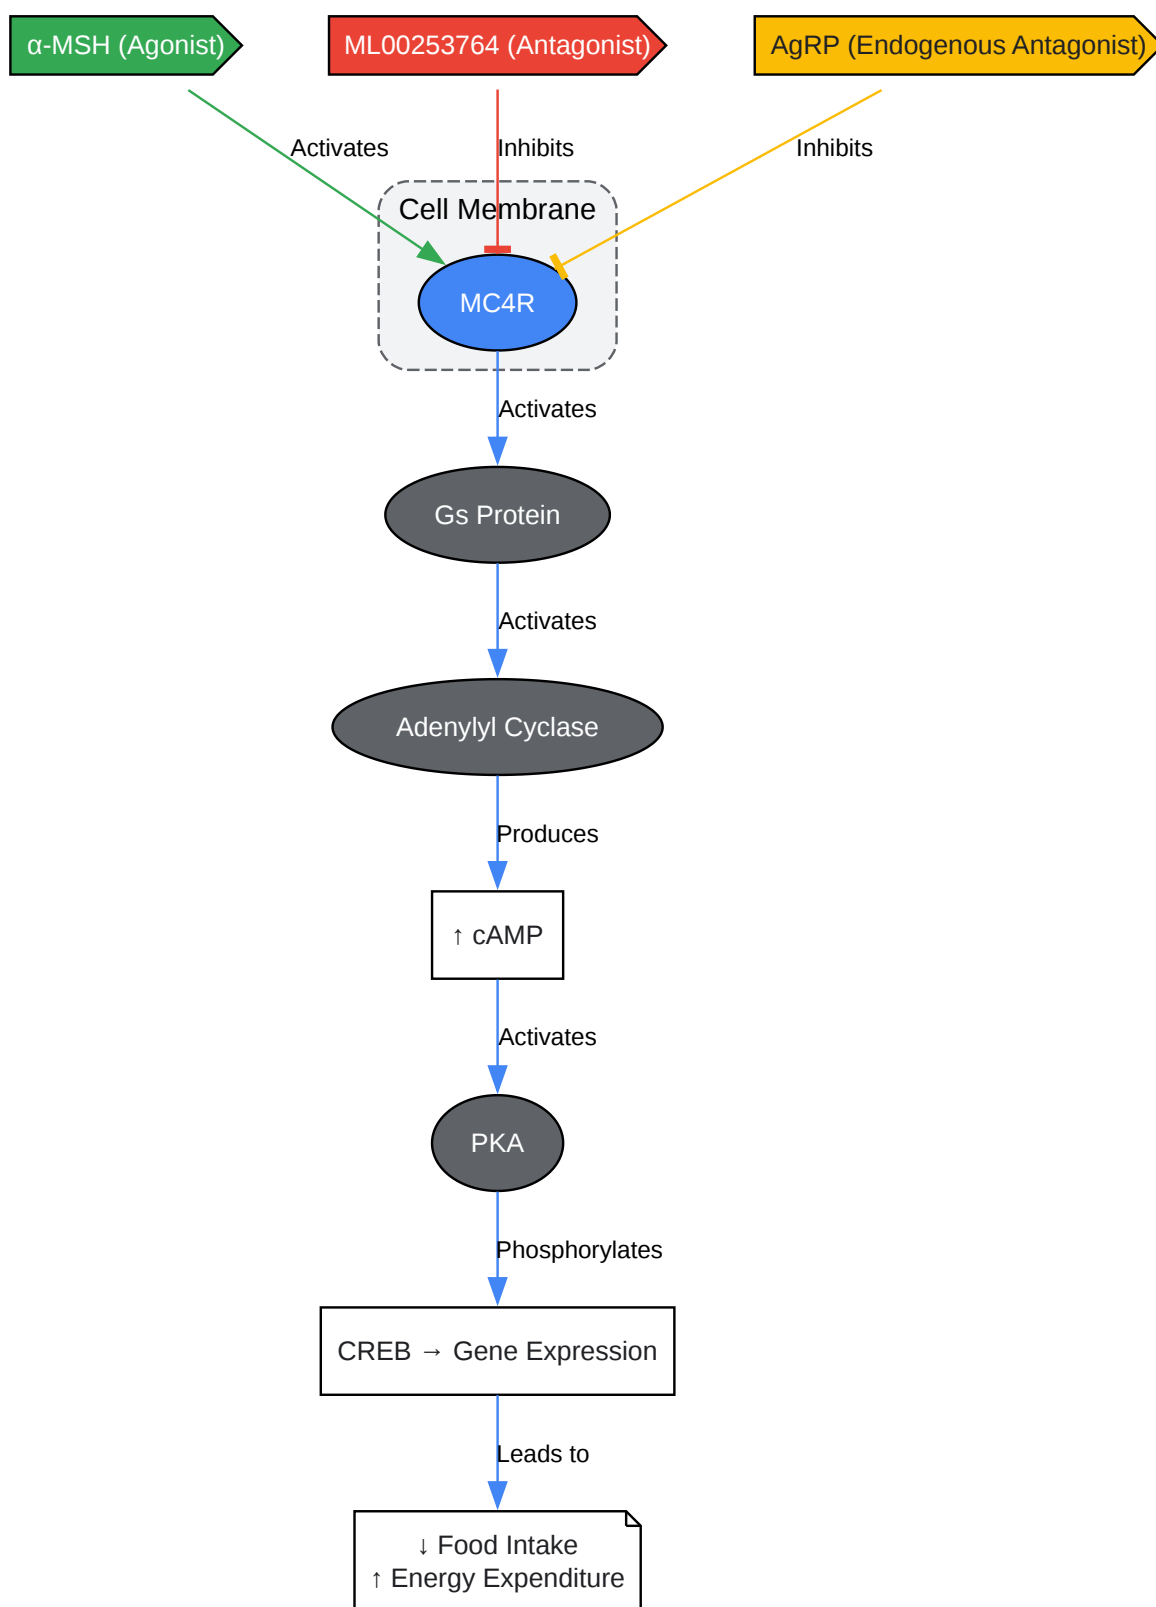 α-MSH (Agonist)
ML00253764 (Antagonist)
AgRP (Endogenous Antagonist)
Activates
Inhibits
Inhibits
Cell Membrane
MC4R
Activates
Gs Protein
Activates
Adenylyl Cyclase
Produces
↑ cAMP
Activates
PKA
Phosphorylates
CREB → Gene Expression
Leads to
↓ Food Intake
↑ Energy Expenditure